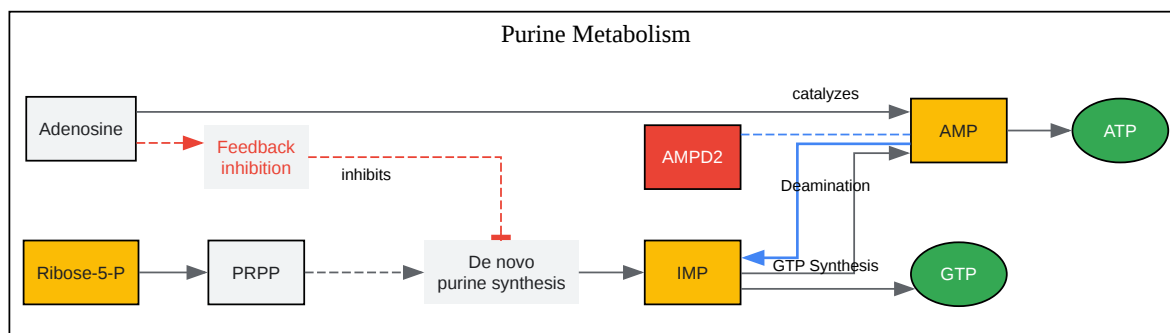 Purine Metabolism
catalyzes
Adenosine
Feedback
inhibition
inhibits
AMPD2
AMP
ATP
Deamination
Ribose-5-P
PRPP
De novo
purine synthesis
IMP
GTP Synthesis
GTP